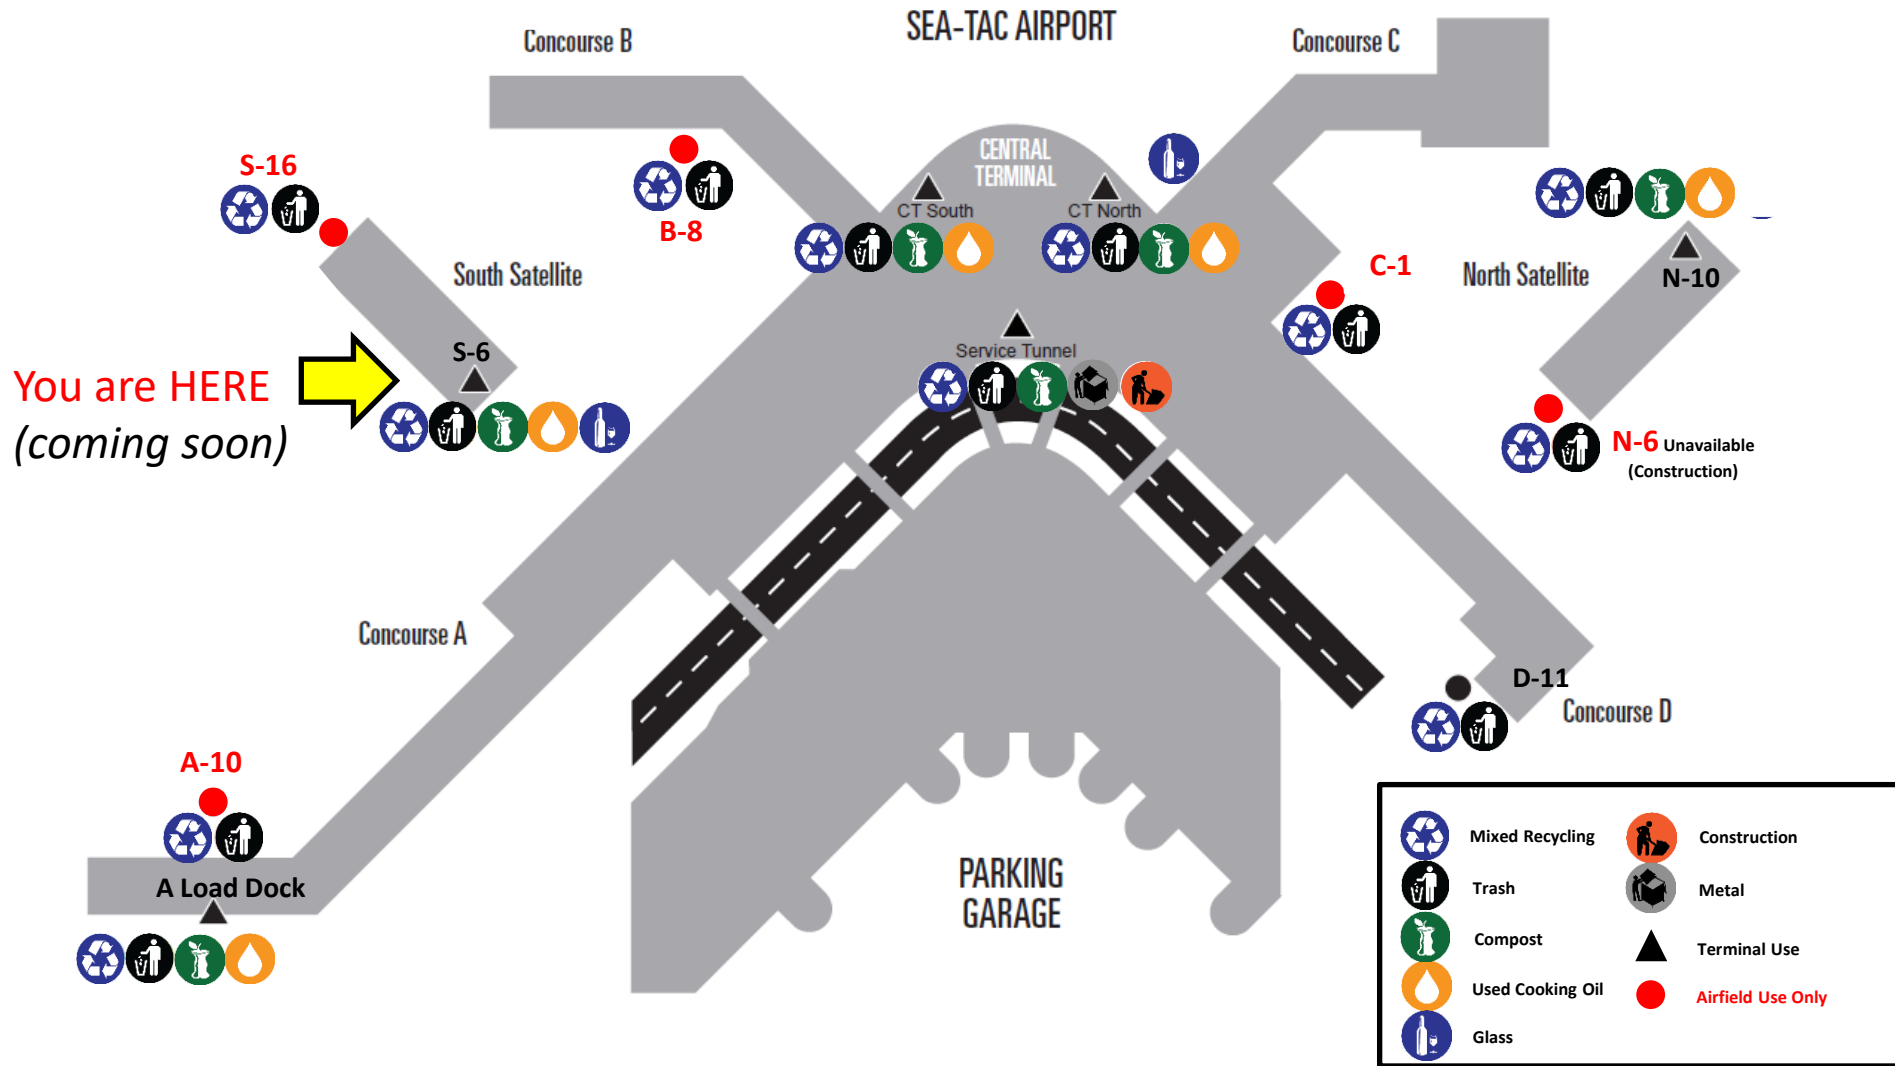 SEA-TAC AIRPORT
Concourse B
Concourse C
CENTRAL
TERMINAL
S-16
B-8
CT South
CT North
C-1
South Satellite
North Satellite
N-10
S-6
Service Tunnel
You are HERE
(coming soon)
N-6 Unavailable
(Construction)
Concourse A
D-11
Concourse D
A-10
A Load Dock
PARKING
GARAGE
Mixed Recycling
Construction
Trash
Metal
Compost
Terminal Use
Used Cooking Oil
Airfield Use Only
Glass